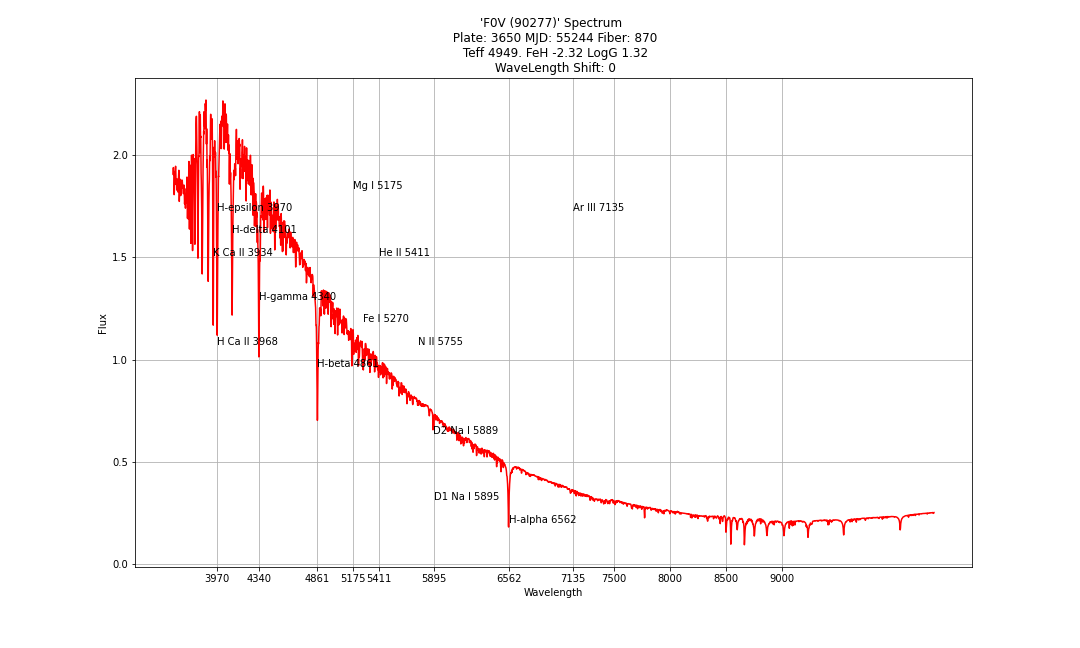 'F0V (90277)' Spectrum
Plate: 3650 MJD: 55244 Fiber: 870
Teff 4949. FeH -2.32 LogG 1.32
WaveLength Shift: 0
2.0
1.5
1.0
0.5
0.0
Flux
Mg I 5175
H-epsilon 3970
Ar III 7135
H-delta 4101
K Ca II 3934
He II 5411
H-gamma 4340
Fe I 5270
H Ca II 3968
N II 5755
H-beta 4861
D2 Na I 5889
D1 Na I 5895
H-alpha 6562
3970 4340 4861 5175 5411 5895 6562 7135 7500 8000 8500 9000
Wavelength